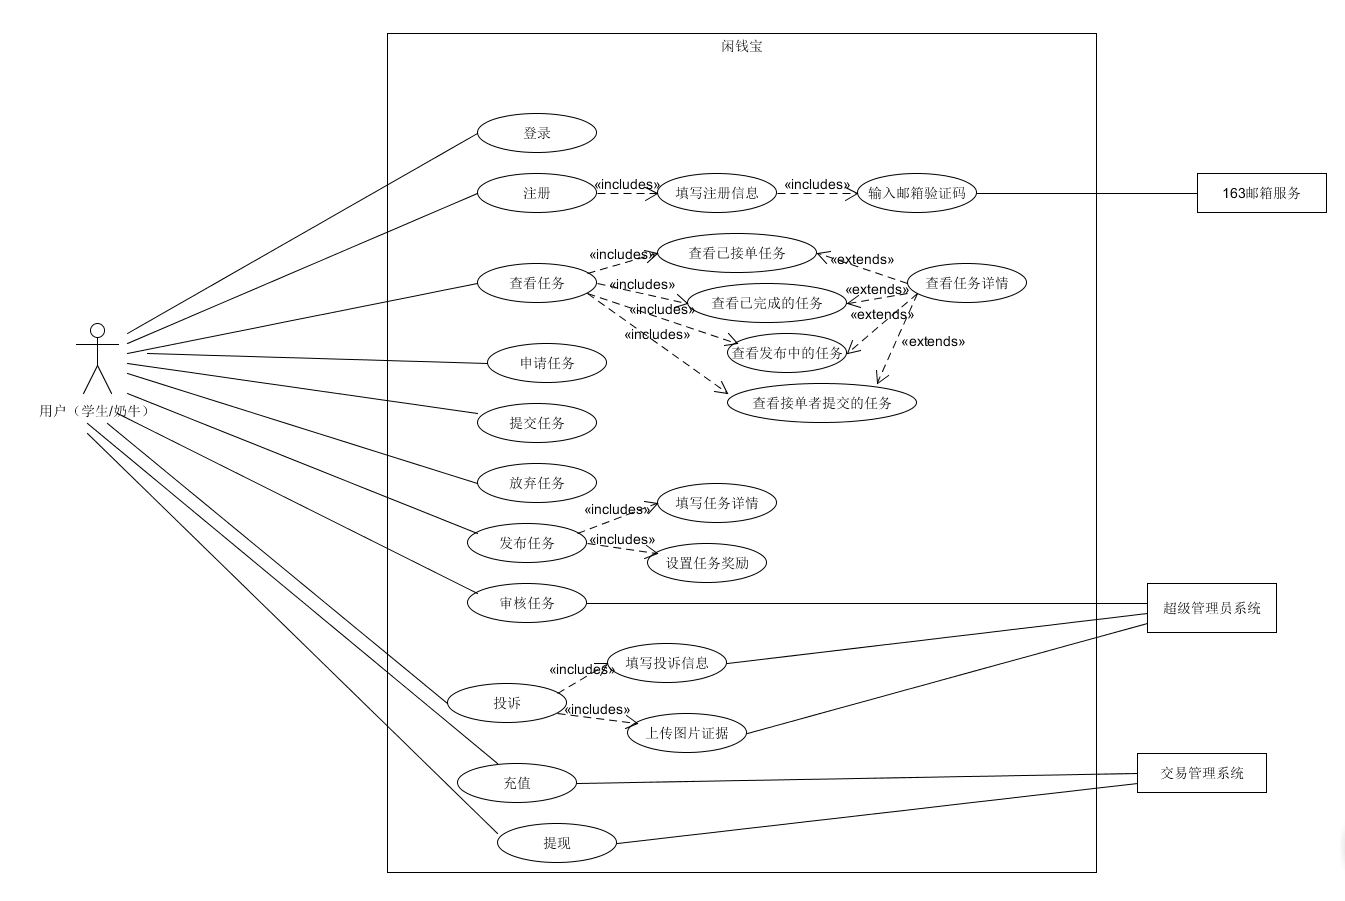 闲钱宝
登录
注册
«includes»
填写注册信息
«includes»
输入邮箱验证码
163邮箱服务
查看任务
«includes»
查看已接单任务
«includes»
查看已完成的任务
«includes»
查看发布中的任务
«includes»
查看接单者提交的任务
«extends»
«extends»
«extends»
«extends»
查看任务详情
申请任务
用户（学生/奶牛）
提交任务
放弃任务
发布任务
«includes»
填写任务详情
«includes»
设置任务奖励
审核任务
超级管理员系统
投诉
«includes»
填写投诉信息
«includes»
上传图片证据
充值
交易管理系统
提现